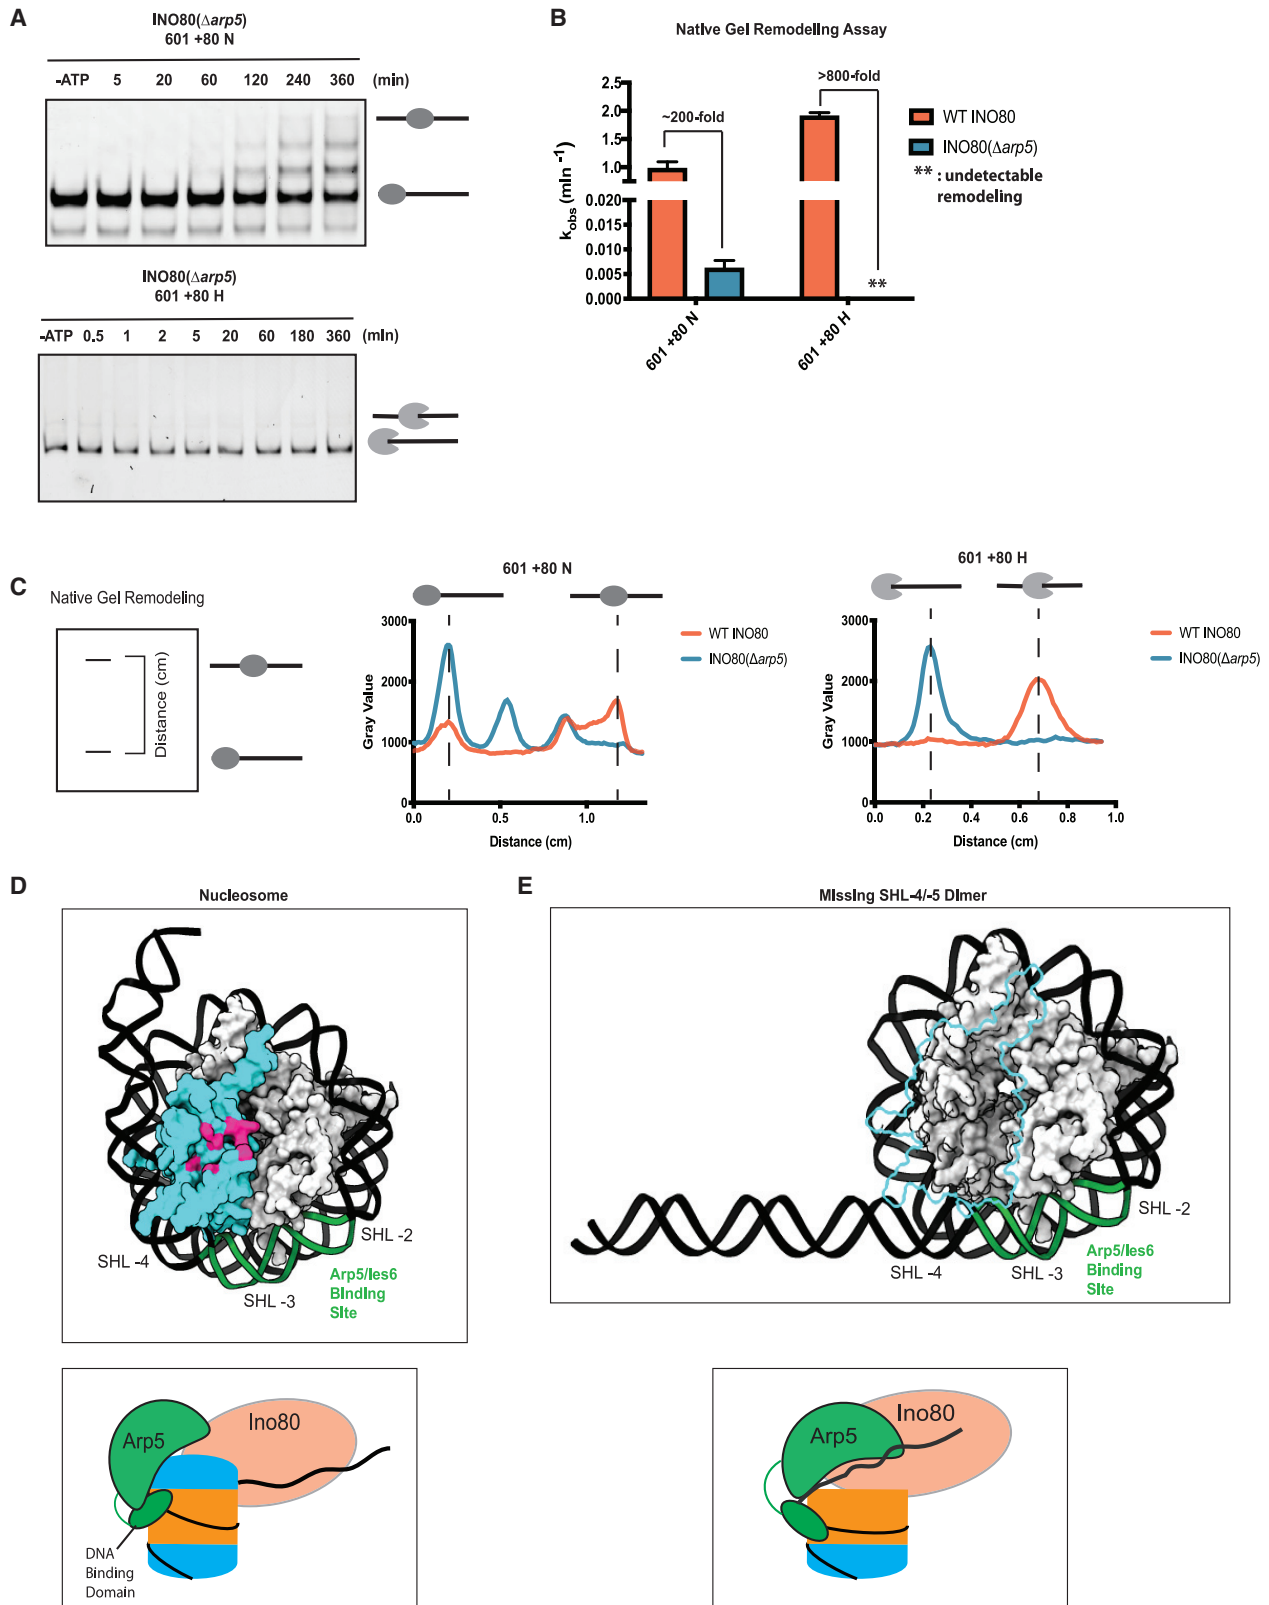 A
INO80(Δarp5)
601 +80 N
-ATP 5 20 60 120 240 360 (min)
INO80(Δarp5)
601 +80 H
-ATP 0.5 1 2 5 20 60 180 360 (min)
B
Native Gel Remodeling Assay
kobs (min -1)
2.5
2.0
1.5
1.0
0.020
0.015
0.010
0.005
0.000
~200-fold
>800-fold
**
601 +80 N
601 +80 H
WT INO80
INO80(Δarp5)
** : undetectable
remodeling
C
Native Gel Remodeling
Distance (cm)
601 +80 N
Gray Value
3000
2000
1000
0
0.0 0.5 1.0
Distance (cm)
WT INO80
INO80(Δarp5)
601 +80 H
Gray Value
3000
2000
1000
0
0.0 0.2 0.4 0.6 0.8 1.0
Distance (cm)
WT INO80
INO80(Δarp5)
D
Nucleosome
SHL -4
SHL -3
SHL -2
Arp5/Ies6
Binding
Site
Arp5
Ino80
DNA
Binding
Domain
E
Missing SHL-4/-5 Dimer
SHL -4
SHL -3
SHL -2
Arp5/Ies6
Binding
Site
Arp5
Ino80